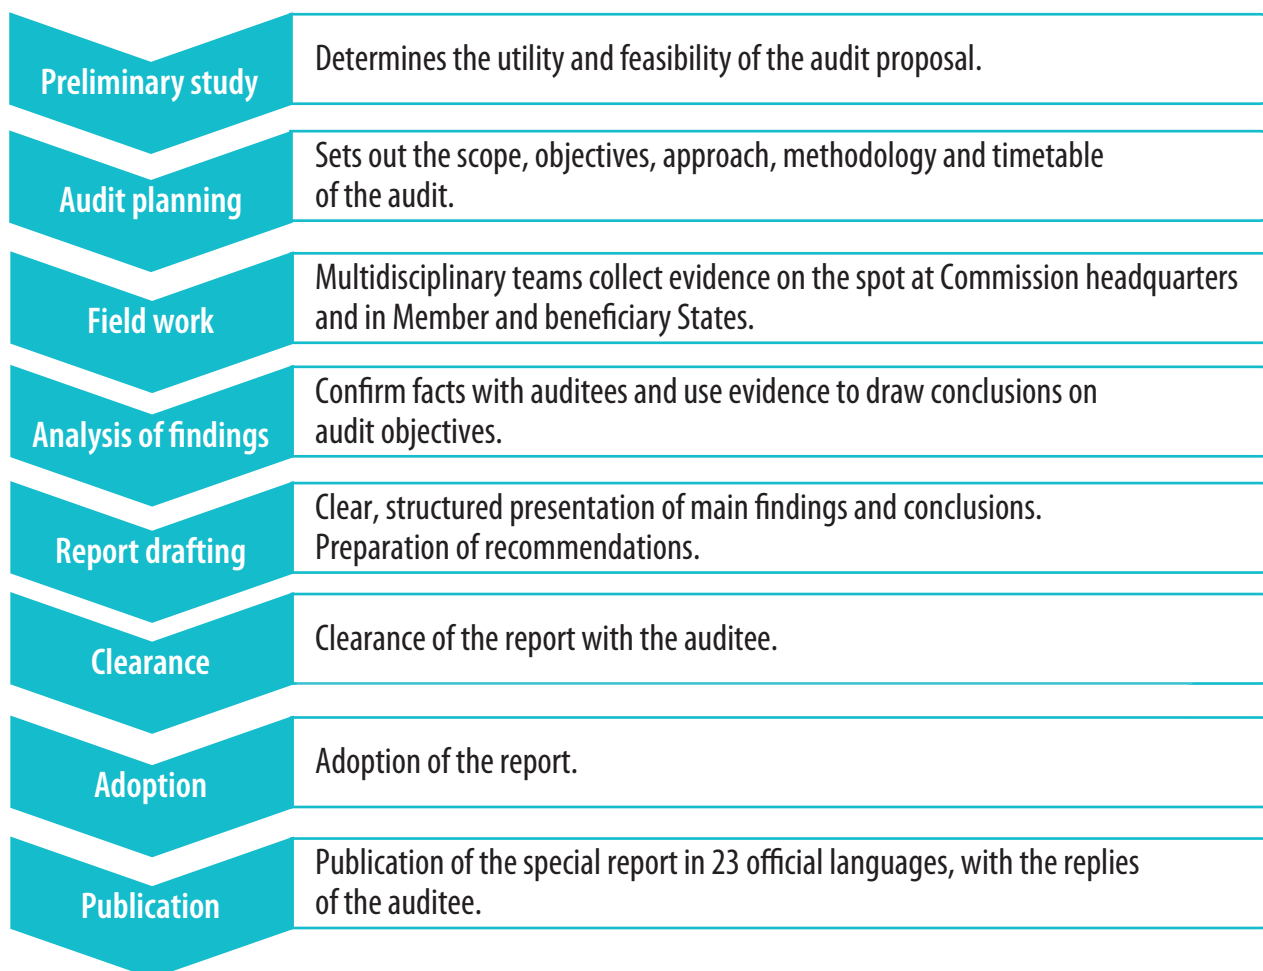 Preliminary study
Determines the utility and feasibility of the audit proposal.
Audit planning
Sets out the scope, objectives, approach, methodology and timetable
of the audit.
Field work
Multidisciplinary teams collect evidence on the spot at Commission headquarters
and in Member and beneficiary States.
Analysis of findings
Confirm facts with auditees and use evidence to draw conclusions on
audit objectives.
Report drafting
Clear, structured presentation of main findings and conclusions.
Preparation of recommendations.
Clearance
Clearance of the report with the auditee.
Adoption
Adoption of the report.
Publication
Publication of the special report in 23 official languages, with the replies
of the auditee.